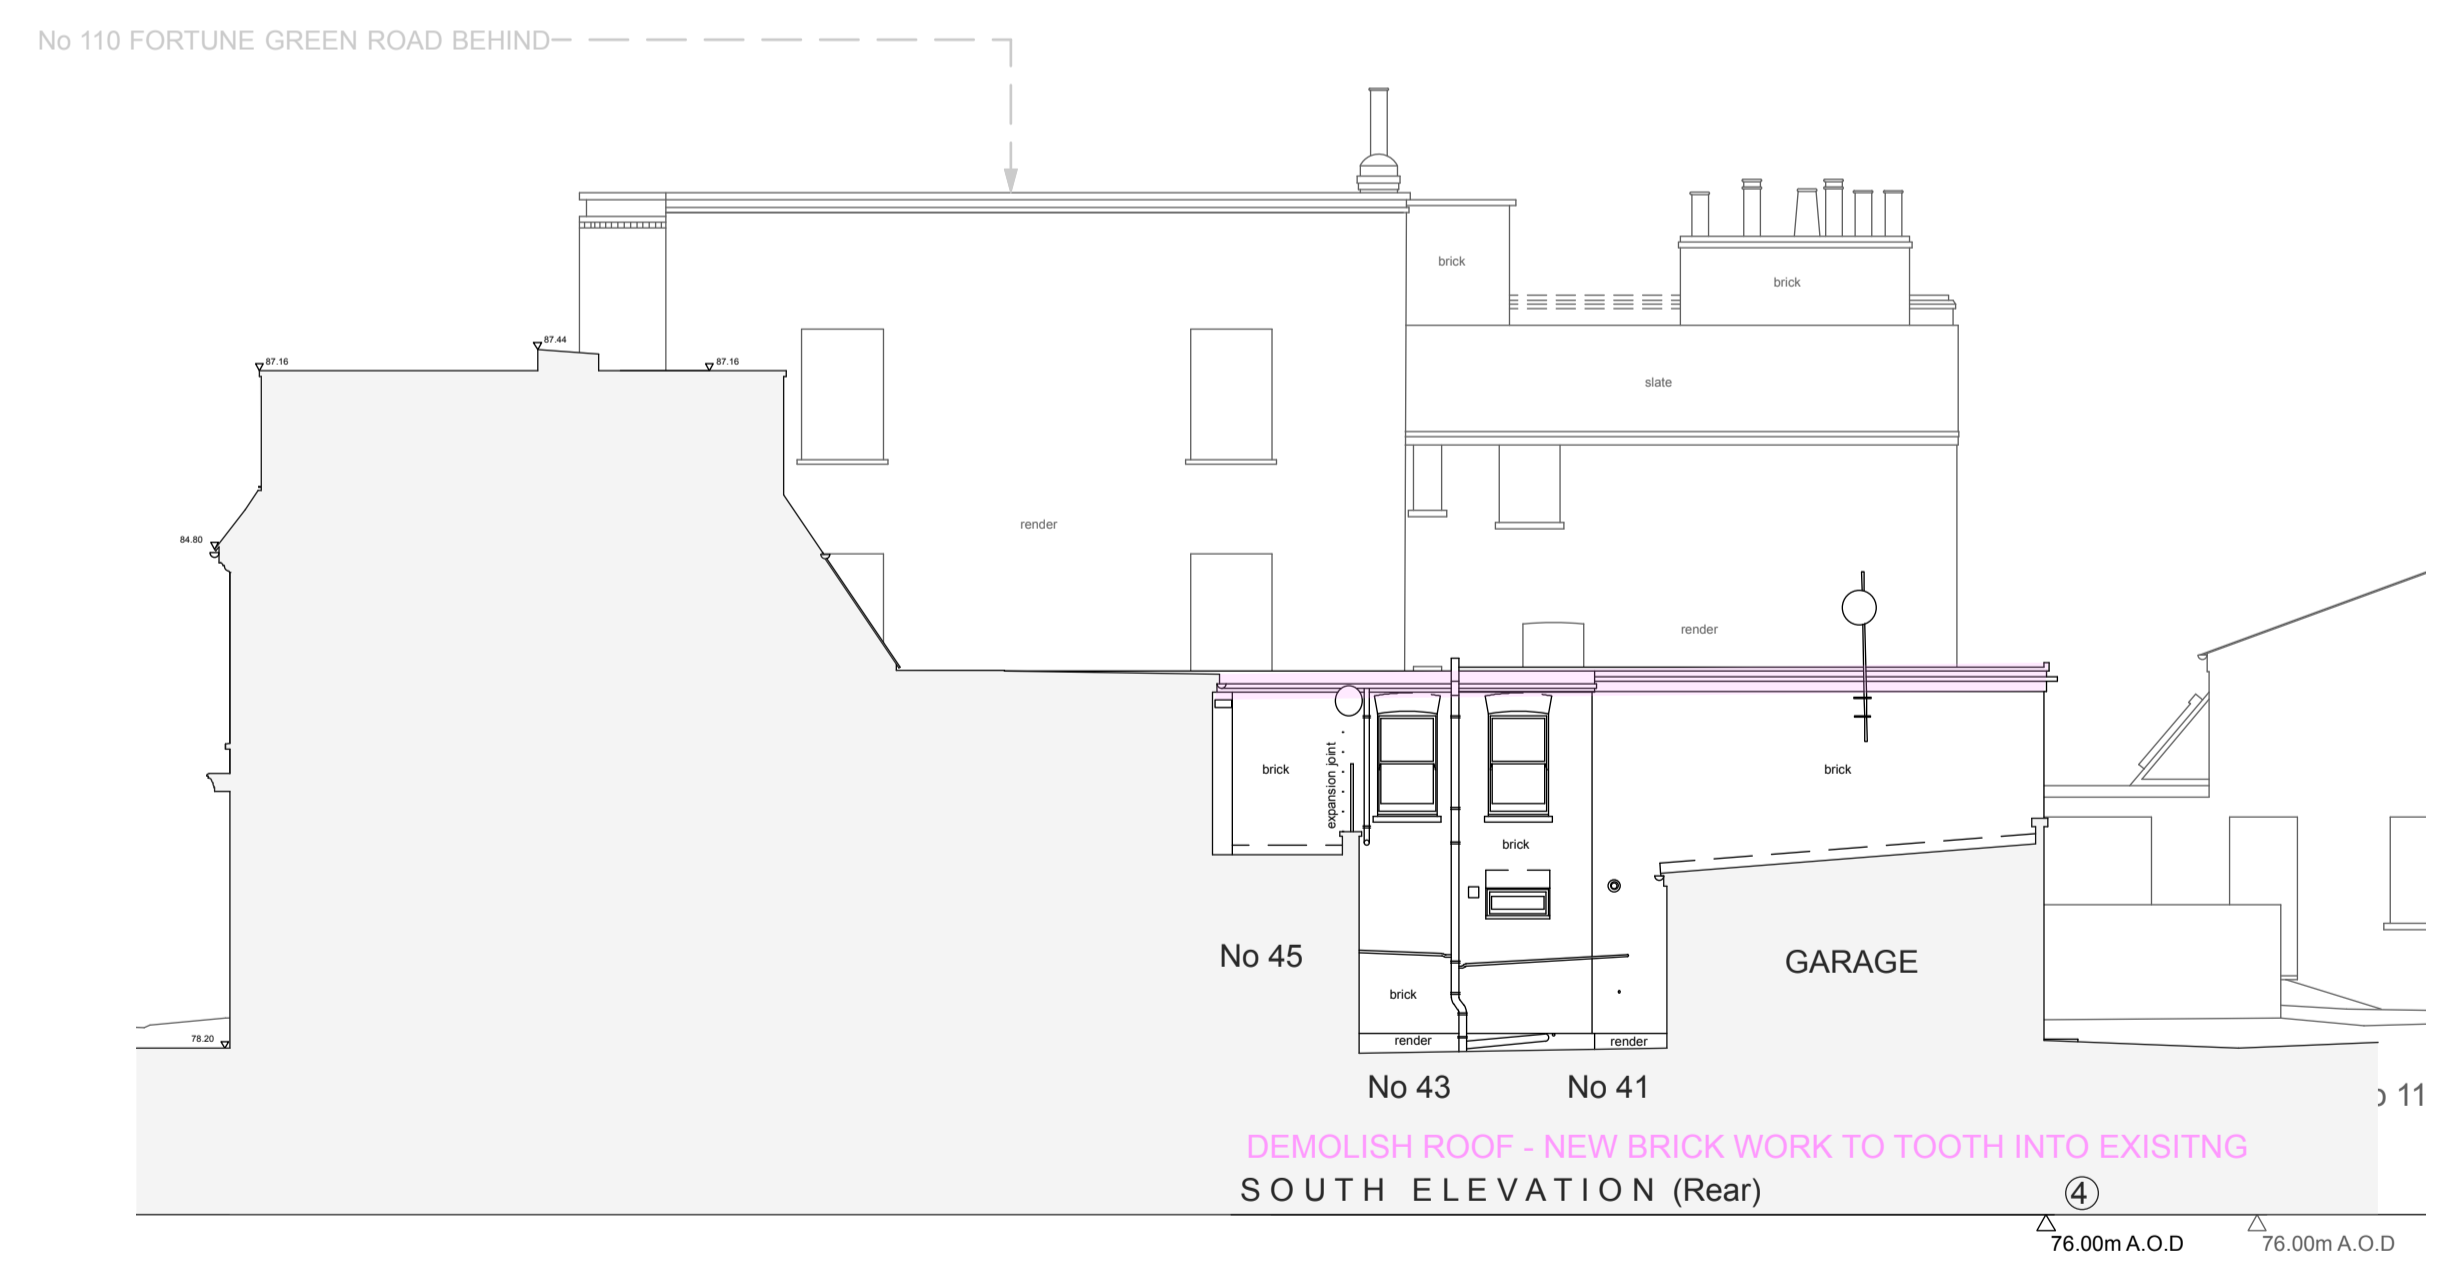 No 110 FORTUNE GREEN ROAD BEHIND
brick
brick
87.44
87.16
87.16
slate
render
84.80
render
expansion joint
brick
brick
brick
No 45
GARAGE
brick
78.20
render
render
No 43
No 41
o 11
DEMOLISH ROOF - NEW BRICK WORK TO TOOTH INTO EXISITNG
SOUTH ELEVATION (Rear)
4
76.00m A.O.D
76.00m A.O.D